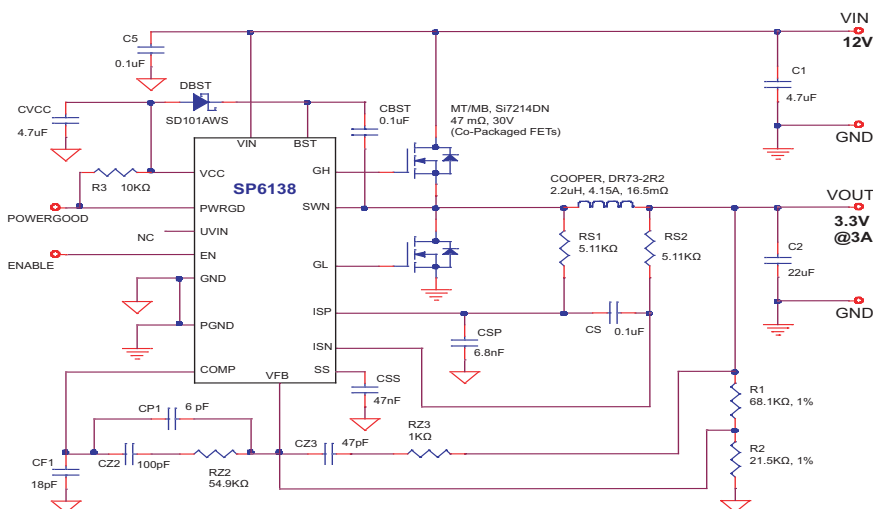 VIN
12V
C5
0.1uF
DBST
SD101AWS
CVCC
4.7uF
CBST
0.1uF
MT/MB, Si7214DN
47 mΩ, 30V
(Co-Packaged FETs)
C1
4.7uF
GND
VIN
BST
R3
10KΩ
VCC
GH
SP6138
COOPER, DR73-2R2
2.2uH, 4.15A, 16.5mΩ
POWERGOOD
PWRGD
SWN
VOUT
3.3V
@3A
NC
UVIN
RS1
5.11KΩ
RS2
5.11KΩ
C2
22uF
ENABLE
EN
GL
GND
GND
ISP
CS
0.1uF
PGND
CSP
6.8nF
ISN
COMP
VFB
SS
CSS
47nF
R1
68.1KΩ, 1%
CP1
6 pF
CZ3
47pF
RZ3
1KΩ
CF1
18pF
CZ2
100pF
RZ2
54.9KΩ
R2
21.5KΩ, 1%